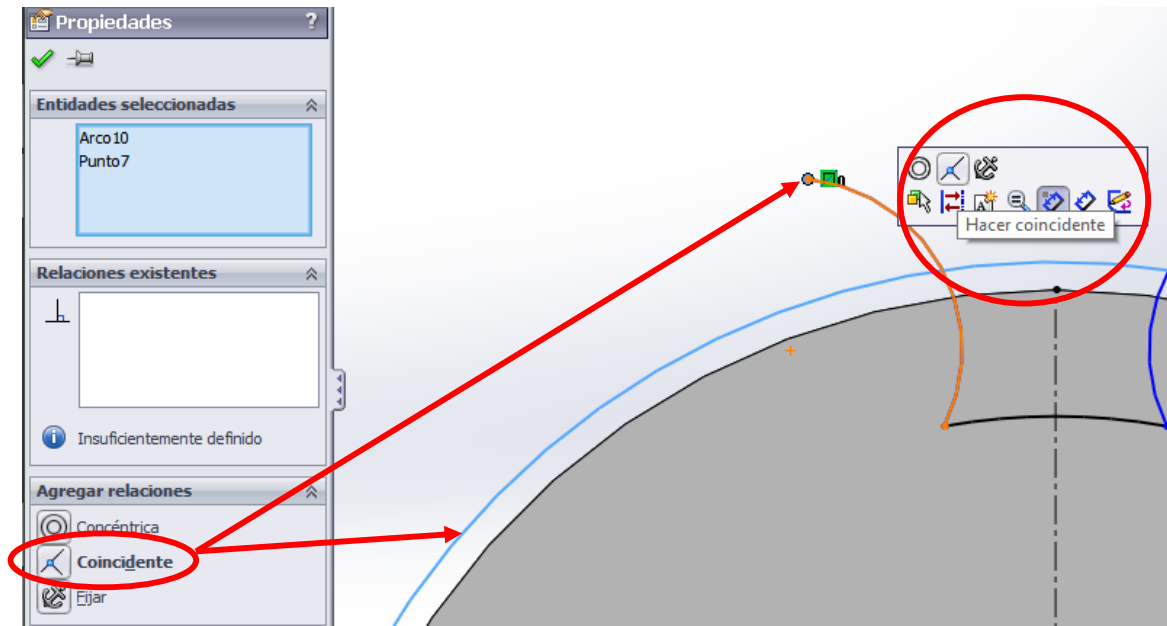 Propiedades ?
Entidades seleccionadas
Arco10
Punto7
Relaciones existentes
Insuficientemente definido
Agregar relaciones
Concéntrica
Coincidente
Fijar
Hacer coincidente